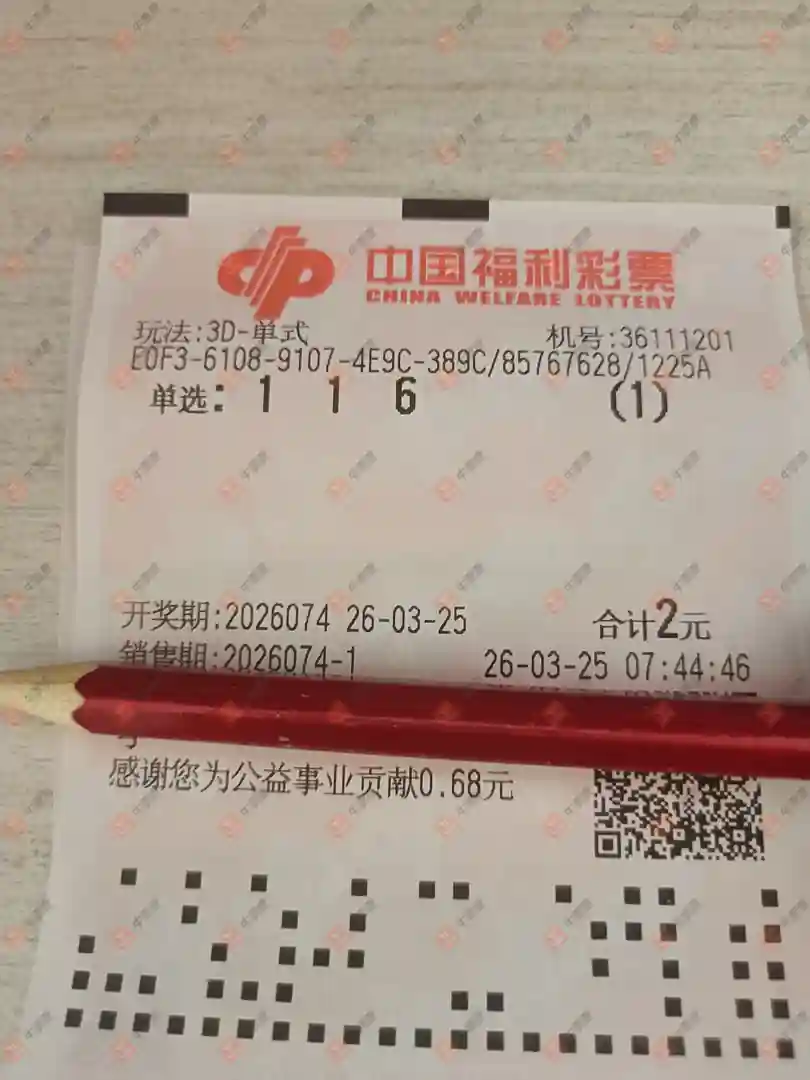 中国福利彩票
CHINA WELFARE LOTTERY
玩法:3D-单式 机号:36111201
E0F3-6108-9107-4E9C-389C/85767628/1225A
单选: 1 1 6 (1)
开奖期:2026074 26-03-25 合计2元
销售期:2026074-1 26-03-25 07:44:46
感谢您为公益事业贡献0.68元